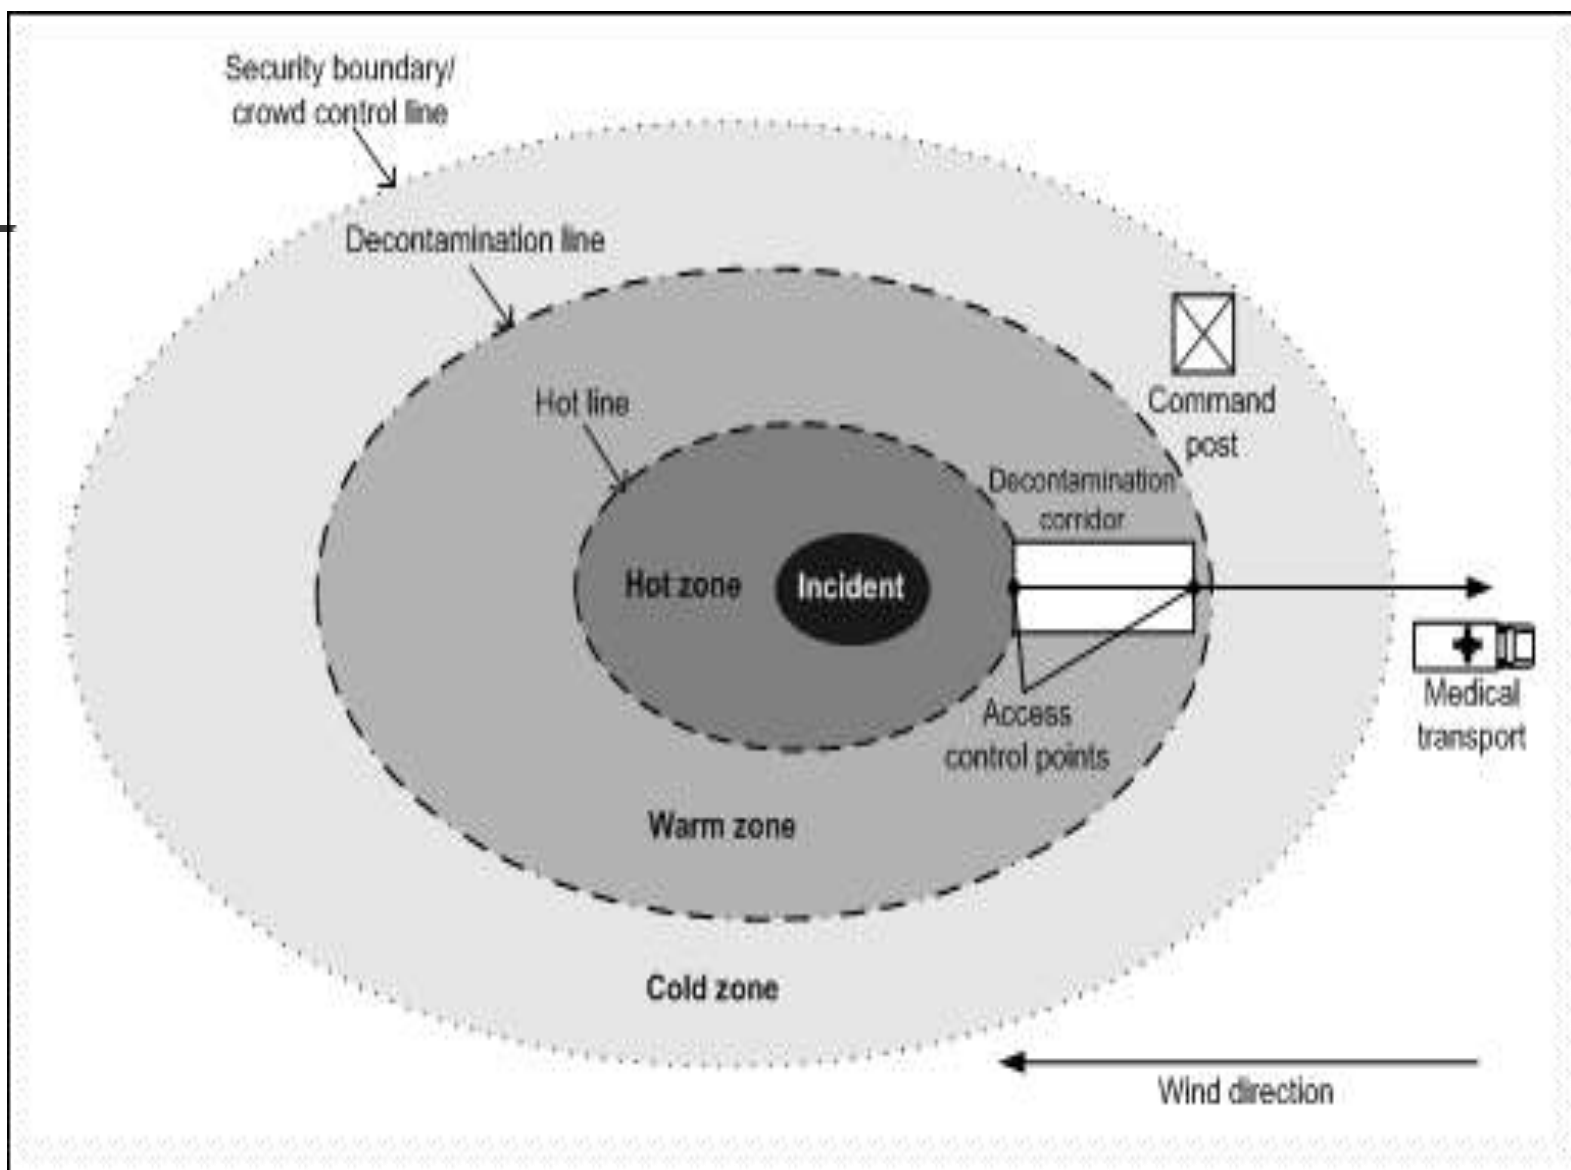 Security boundary/
crowd control line
Decontamination line
Hot line
Command
post
Decontamination
corridor
Hot zone
Incident
Access
control points
Medical
transport
Warm zone
Cold zone
Wind direction